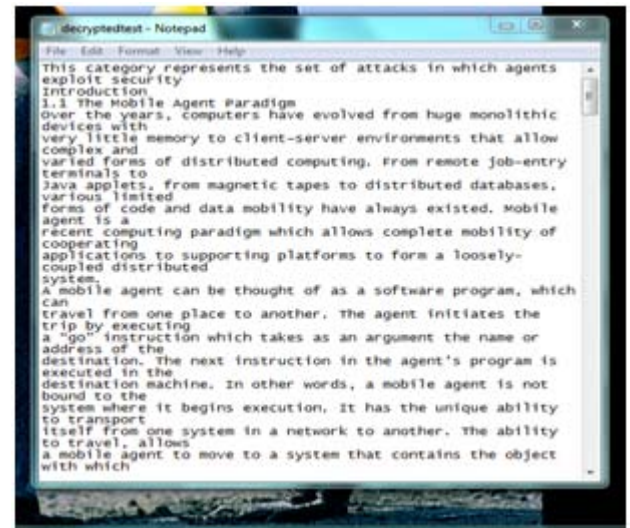 decryptedtest - Notepad
File Edit Format View Help
This category represents the set of attacks in which agents
exploit security
Introduction
1.1 The Mobile Agent Paradigm
Over the years, computers have evolved from huge monolithic
devices with
very little memory to client-server environments that allow
complex and
varied forms of distributed computing. From remote job-entry
terminals to
Java applets, from magnetic tapes to distributed databases,
various limited
forms of code and data mobility have always existed. Mobile
agent is a
recent computing paradigm which allows complete mobility of
cooperating
applications to supporting platforms to form a loosely-
coupled distributed
system.
A mobile agent can be thought of as a software program, which
can
travel from one place to another. The agent initiates the
trip by executing
a "go" instruction which takes as an argument the name or
address of the
destination. The next instruction in the agent's program is
executed in the
destination machine. In other words, a mobile agent is not
bound to the
system where it begins execution. It has the unique ability
to transport
itself from one system in a network to another. The ability
to travel, allows
a mobile agent to move to a system that contains the object
with which